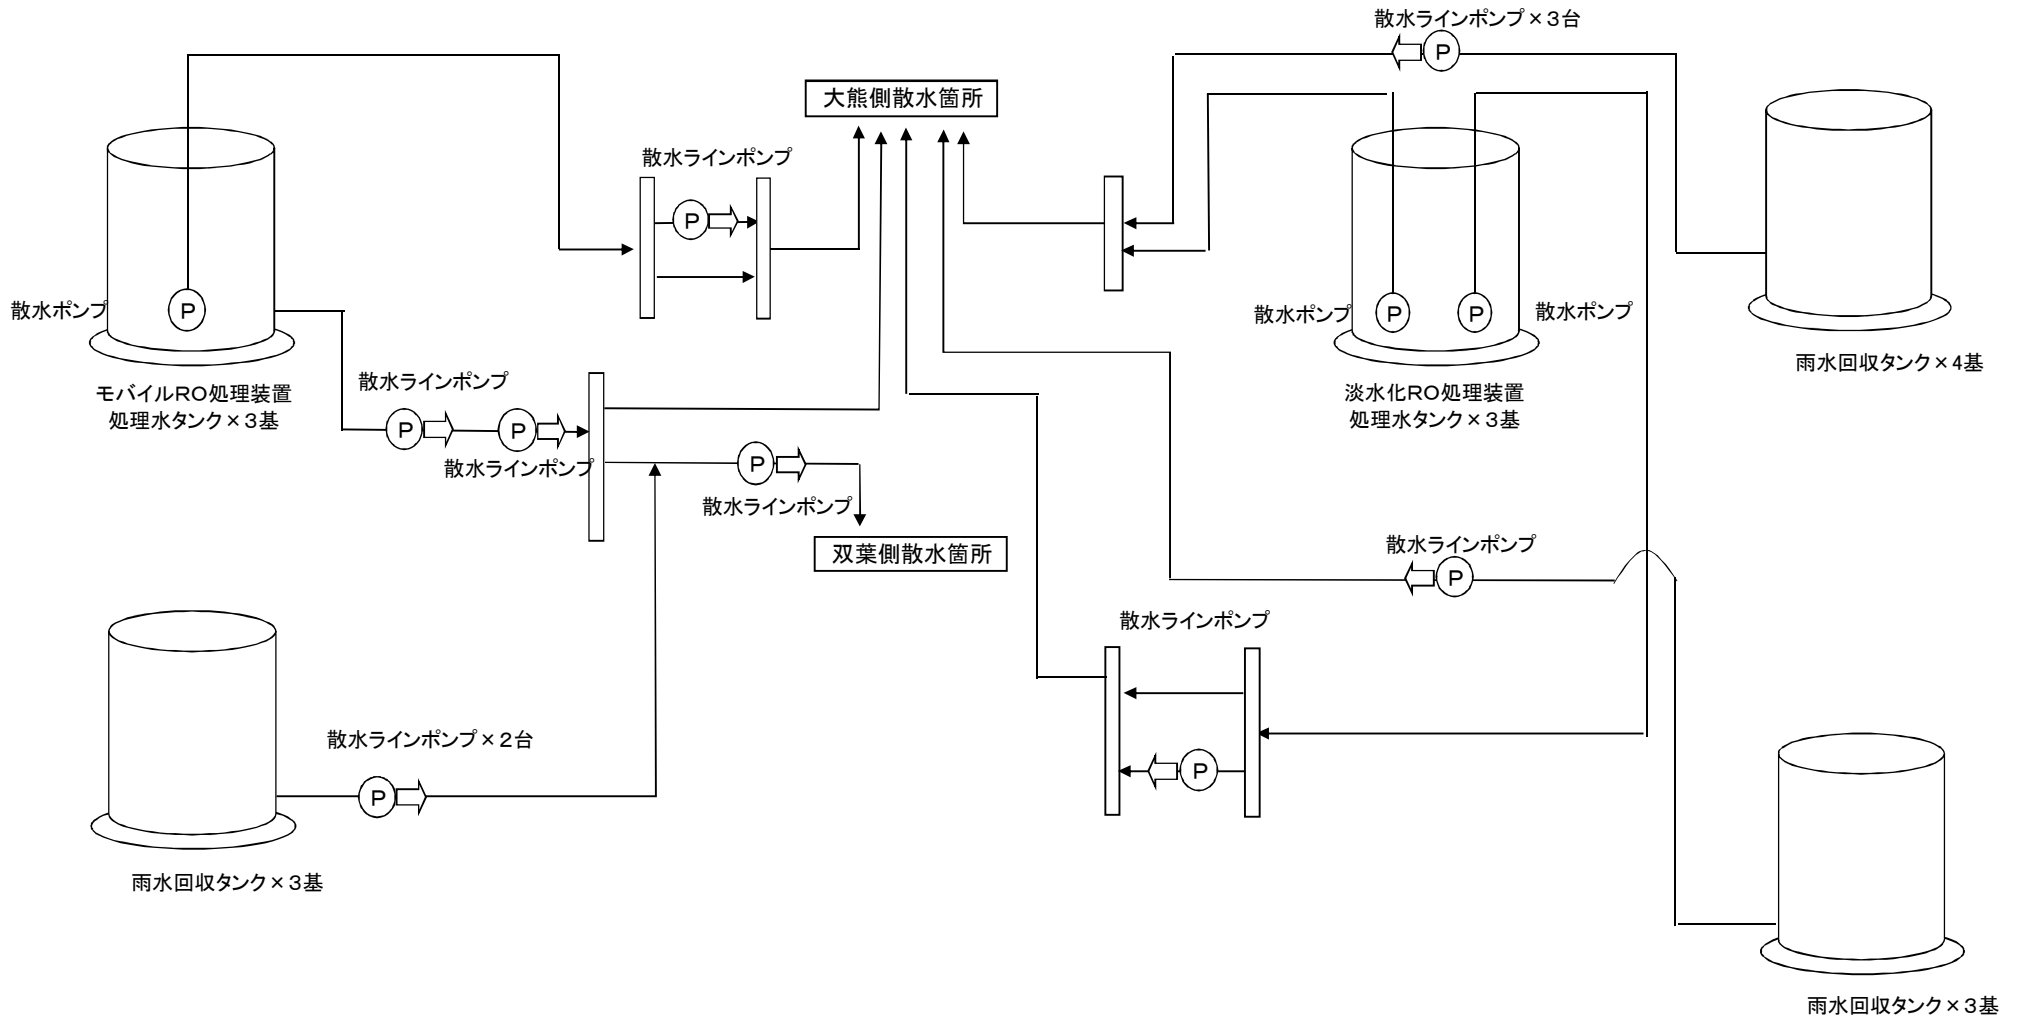 散水ラインポンプ×３台
P
大熊側散水箇所
散水ラインポンプ
P
散水ポンプ
P
モバイルRO処理装置
処理水タンク×３基
散水ポンプ
P
P
散水ポンプ
淡水化RO処理装置
処理水タンク×３基
雨水回収タンク×4基
散水ラインポンプ
P
P
散水ラインポンプ
P
散水ラインポンプ
双葉側散水箇所
散水ラインポンプ
P
散水ラインポンプ
P
散水ラインポンプ×２台
P
雨水回収タンク×３基
雨水回収タンク×３基